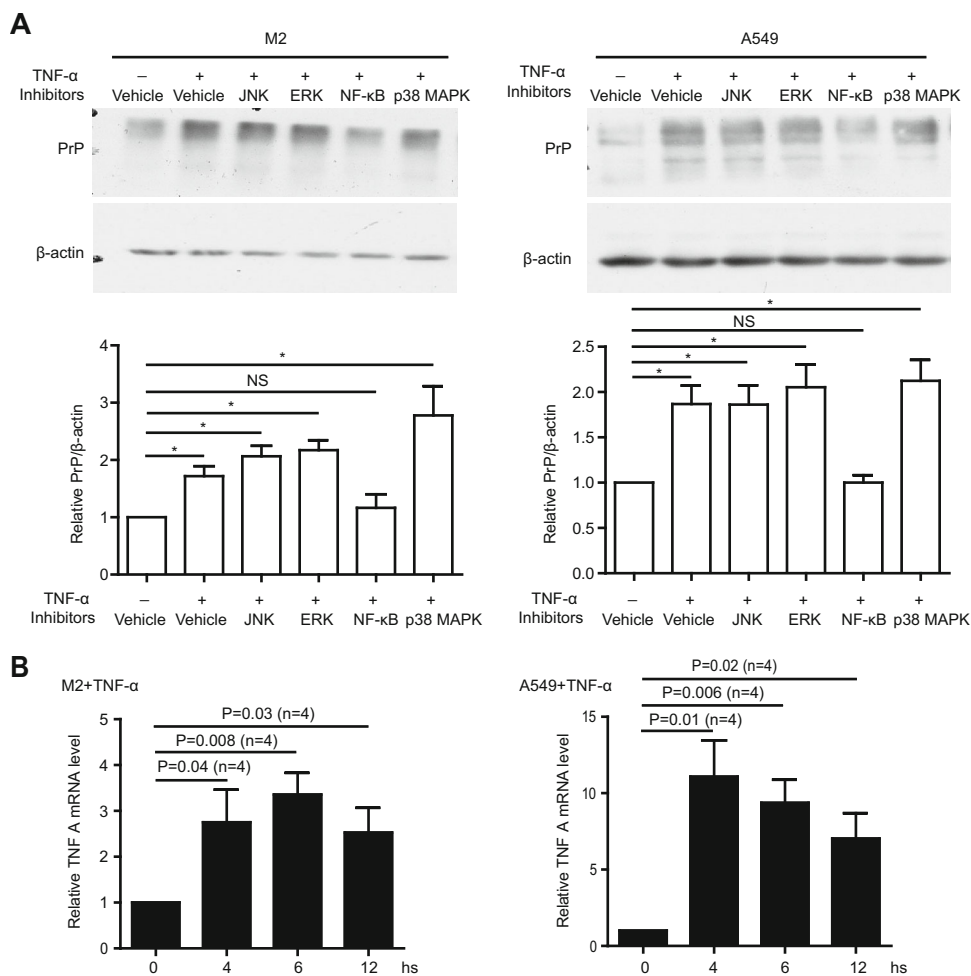 A
M2
TNF-α – + + + + +
Inhibitors Vehicle Vehicle JNK ERK NF-κB p38 MAPK
PrP
β-actin
4
3
2
1
0
Relative PrP/β-actin
*
NS
*
*
*
TNF-α – + + + + +
Inhibitors Vehicle Vehicle JNK ERK NF-κB p38 MAPK
A549
TNF-α – + + + + +
Inhibitors Vehicle Vehicle JNK ERK NF-κB p38 MAPK
PrP
β-actin
*
NS
*
*
*
2.5
2.0
1.5
1.0
0.5
0.0
Relative PrP/β-actin
TNF-α – + + + + +
Inhibitors Vehicle Vehicle JNK ERK NF-κB p38 MAPK
B
M2+TNF-α
P=0.03 (n=4)
P=0.008 (n=4)
P=0.04 (n=4)
5
4
3
2
1
0
Relative TNF A mRNA level
0 4 6 12 hs
A549+TNF-α
P=0.02 (n=4)
P=0.006 (n=4)
P=0.01 (n=4)
15
10
5
0
Relative TNF A mRNA level
0 4 6 12 hs